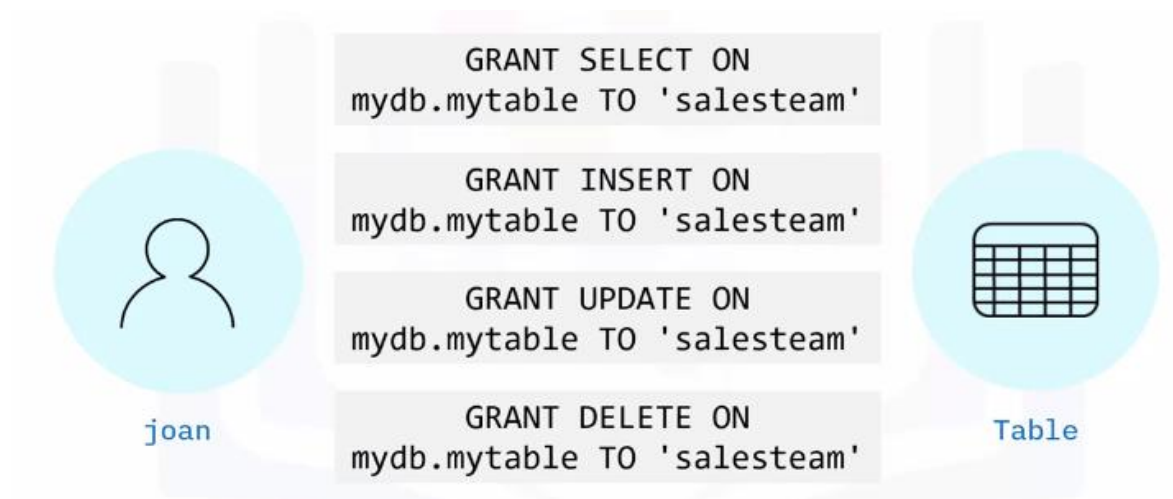 GRANT SELECT ON
mydb.mytable TO 'salesteam'
GRANT INSERT ON
mydb.mytable TO 'salesteam'
GRANT UPDATE ON
mydb.mytable TO 'salesteam'
GRANT DELETE ON
mydb.mytable TO 'salesteam'
joan
Table